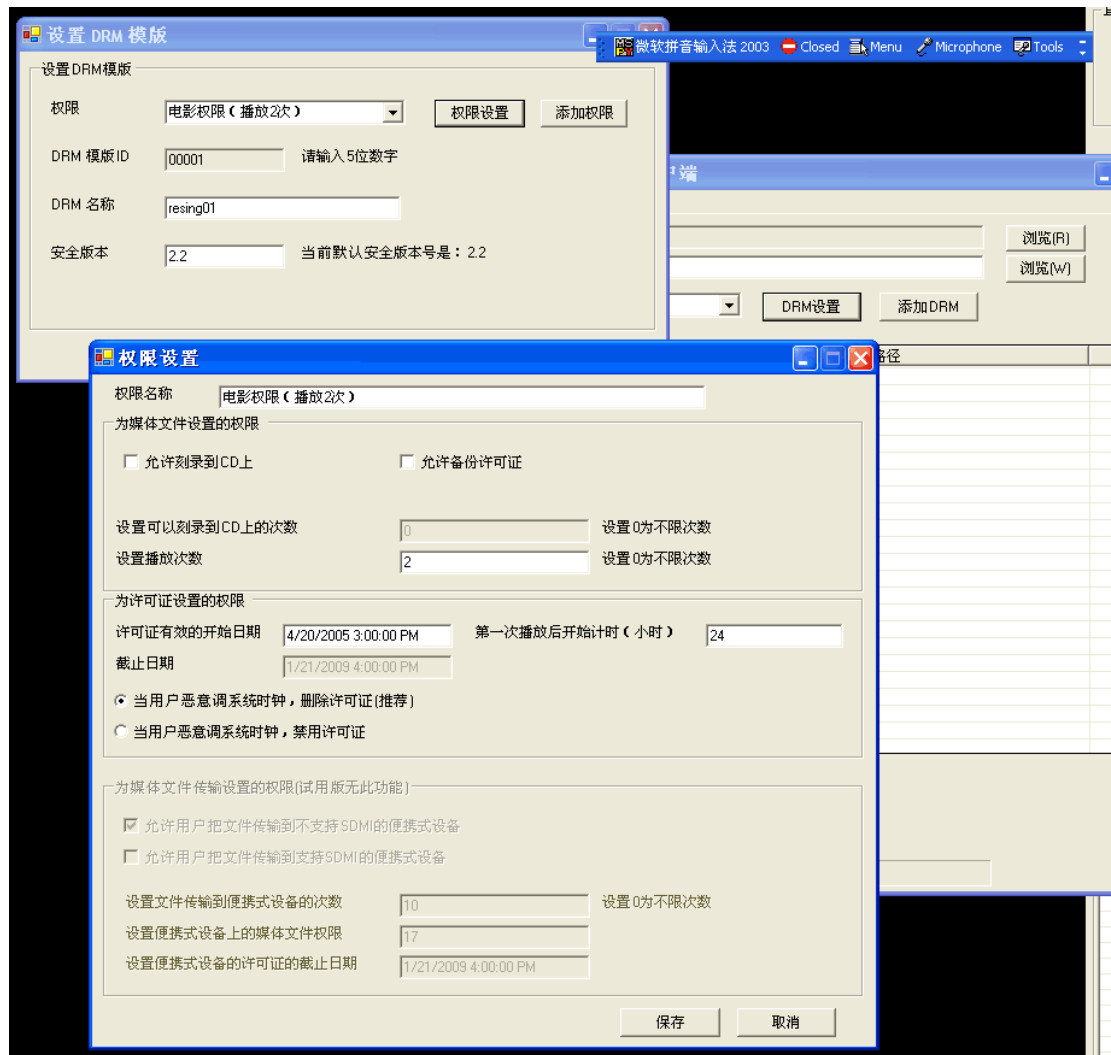 设置 DRM 模版
微软拼音输入法 2003 Closed Menu Microphone Tools
设置DRM模版
权限 电影权限（播放2次） 权限设置 添加权限
DRM 模版ID 00001 请输入5位数字
DRM 名称 resing01
安全版本 2.2 当前默认安全版本号是：2.2
端
浏览(R)
浏览(W)
DRM设置 添加DRM
路径
权限设置
权限名称 电影权限（播放2次）
为媒体文件设置的权限
允许刻录到CD上 允许备份许可证
设置可以刻录到CD上的次数 0 设置0为不限次数
设置播放次数 2 设置0为不限次数
为许可证设置的权限
许可证有效的开始日期 4/20/2005 3:00:00 PM 第一次播放后开始计时（小时） 24
截止日期 1/21/2009 4:00:00 PM
当用户恶意调系统时钟，删除许可证(推荐)
当用户恶意调系统时钟，禁用许可证
为媒体文件传输设置的权限(试用版无此功能)
允许用户把文件传输到不支持SDMI的便携式设备
允许用户把文件传输到支持SDMI的便携式设备
设置文件传输到便携式设备的次数 10 设置0为不限次数
设置便携式设备上的媒体文件权限 17
设置便携式设备的许可证的截止日期 1/21/2009 4:00:00 PM
保存 取消